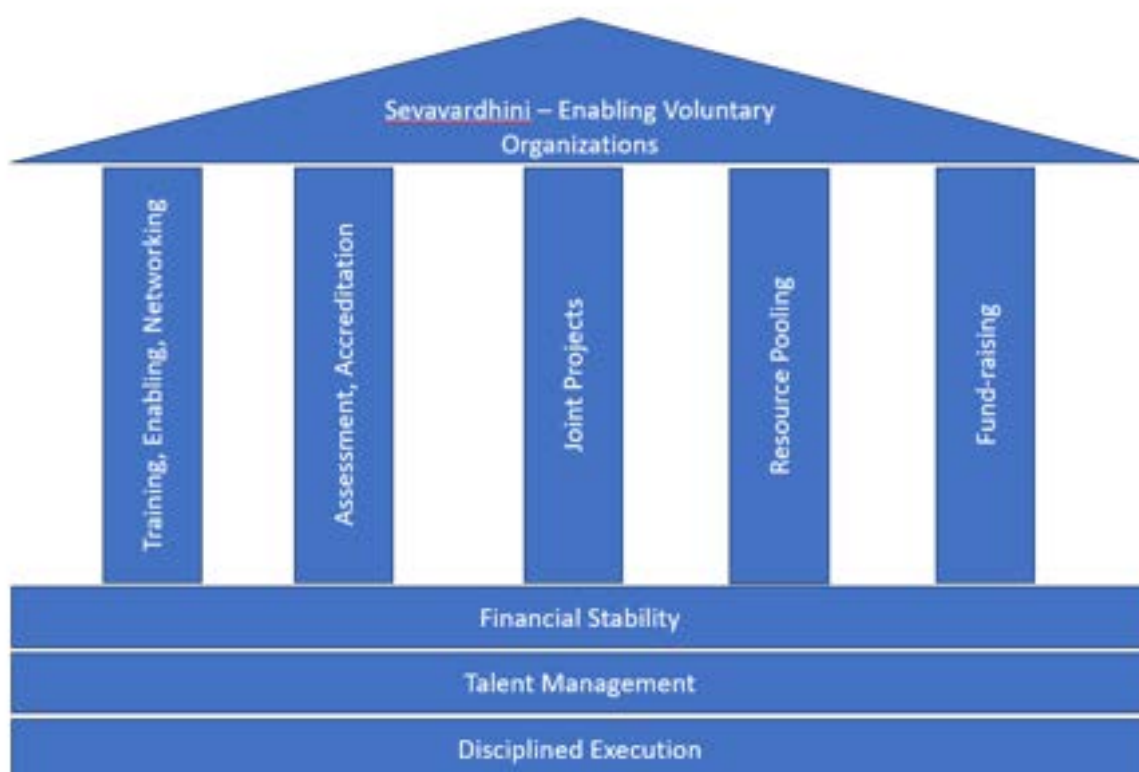 Sevavardhini – Enabling Voluntary
Organizations
Training, Enabling, Networking
Assessment, Accreditation
Joint Projects
Resource Pooling
Fund-raising
Financial Stability
Talent Management
Disciplined Execution